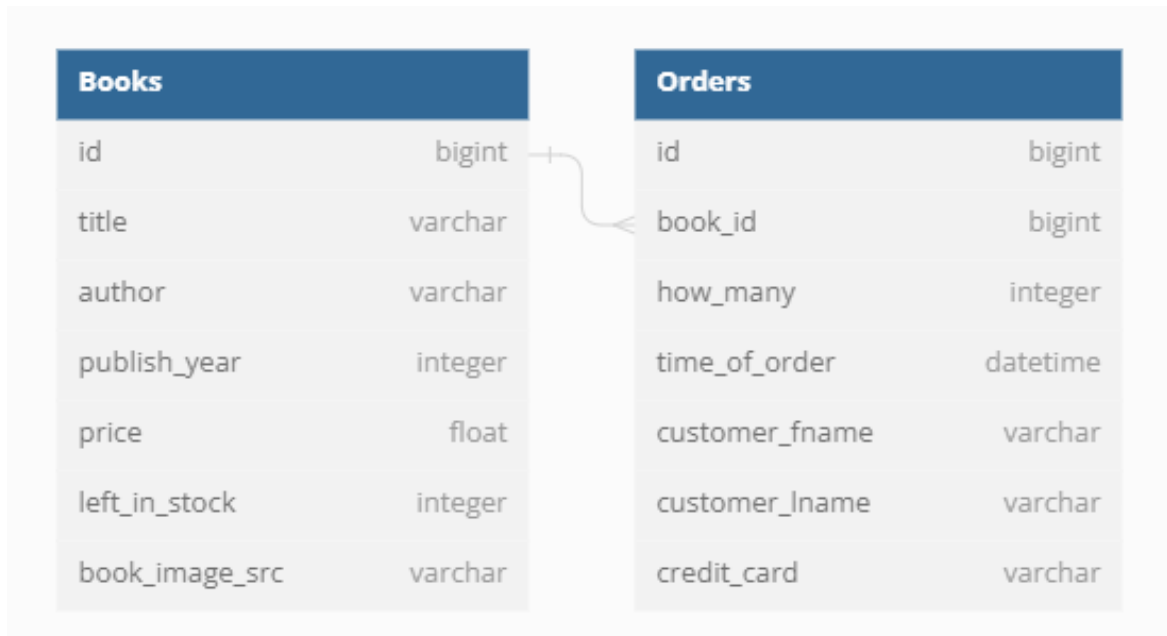 Books
id bigint
title varchar
author varchar
publish_year integer
price float
left_in_stock integer
book_image_src varchar
Orders
id bigint
book_id bigint
how_many integer
time_of_order datetime
customer_fname varchar
customer_lname varchar
credit_card varchar